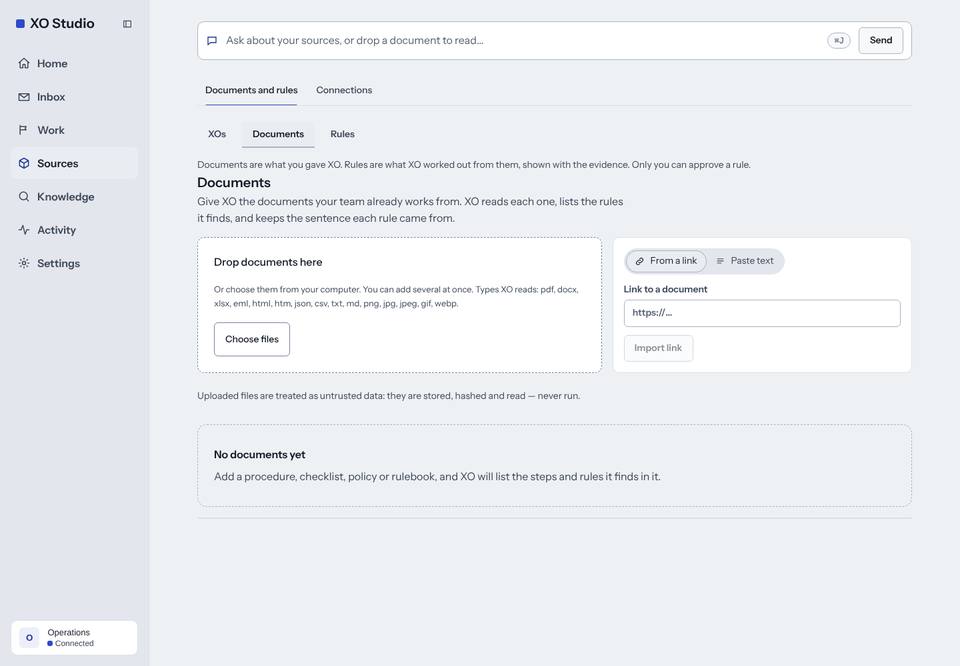 XO Studio
Home
Inbox
Work
Sources
Knowledge
Activity
Settings
Operations
O
Connected
Ask about your sources, or drop a document to read...
⌘J
Send
Documents and rules
Connections
XOs
Documents
Rules
Documents are what you gave XO. Rules are what XO worked out from them, shown with the evidence. Only you can approve a rule.
Documents
Give XO the documents your team already works from. XO reads each one, lists the rules
it finds, and keeps the sentence each rule came from.
Drop documents here
Or choose them from your computer. You can add several at once. Types XO reads: pdf, docx,
xlsx, eml, html, htm, json, csv, txt, md, png, jpg, jpeg, gif, webp.
Choose files
From a link
Paste text
Link to a document
https://...
Import link
Uploaded files are treated as untrusted data: they are stored, hashed and read — never run.
No documents yet
Add a procedure, checklist, policy or rulebook, and XO will list the steps and rules it finds in it.